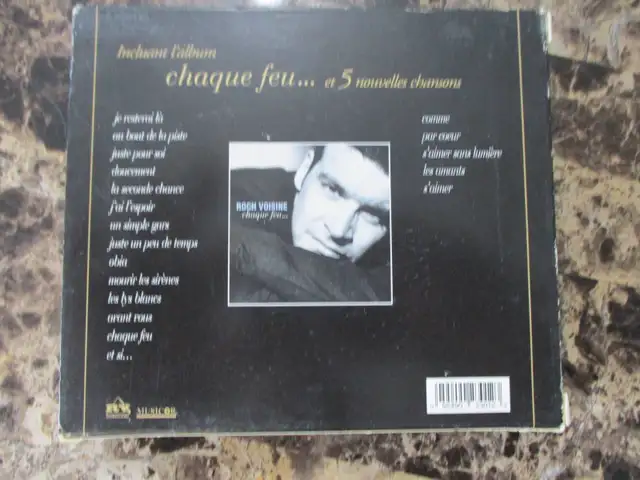 Incluant l'album
chaque feu... et 5 nouvelles chansons
je resterai là
au bout de la piste
juste pour soi
doucement
la seconde chance
j'ai l'espoir
un simple gars
juste un peu de temps
obia
mourir les sirènes
les lys blancs
avant vous
chaque feu
et si...
comme
par coeur
s'aimer sans lumière
les amants
s'aimer
ROCH VOISINE
chaque feu...
MUSICOR